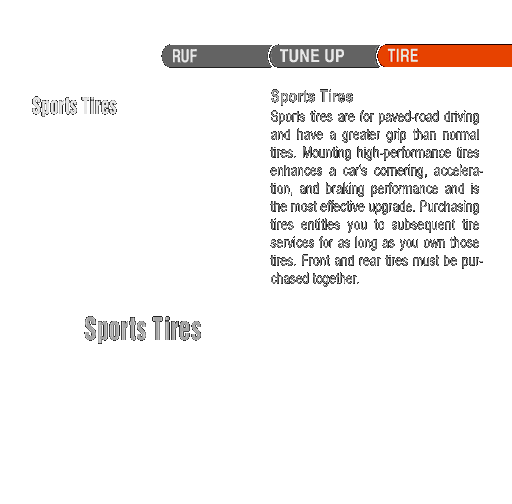 RUF TUNE UP TIRE
Sports Tires
Sports Tires
Sports tires are for paved-road driving
and have a greater grip than normal
tires. Mounting high-performance tires
enhances a car's cornering, accelera-
tion, and braking performance and is
the most effective upgrade. Purchasing
tires entitles you to subsequent tire
services for as long as you own those
tires. Front and rear tires must be pur-
chased together.
Sports Tires